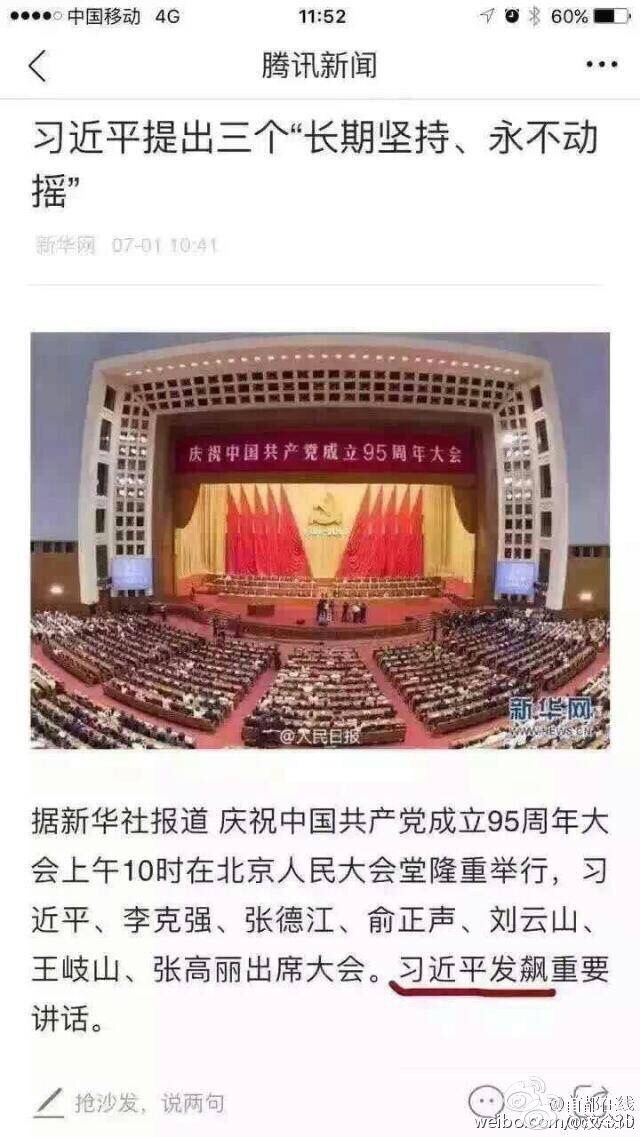 中国移动 4G 11:52 60%
腾讯新闻
习近平提出三个“长期坚持、永不动
摇”
新华网 07-01 10:41
庆祝中国共产党成立95周年大会
新华网
WWW.NEWS.CN
@人民日报
据新华社报道 庆祝中国共产党成立95周年大
会上午10时在北京人民大会堂隆重举行，习
近平、李克强、张德江、俞正声、刘云山、
王岐山、张高丽出席大会。习近平发飙重要
讲话。
抢沙发，说两句
weibo.com/